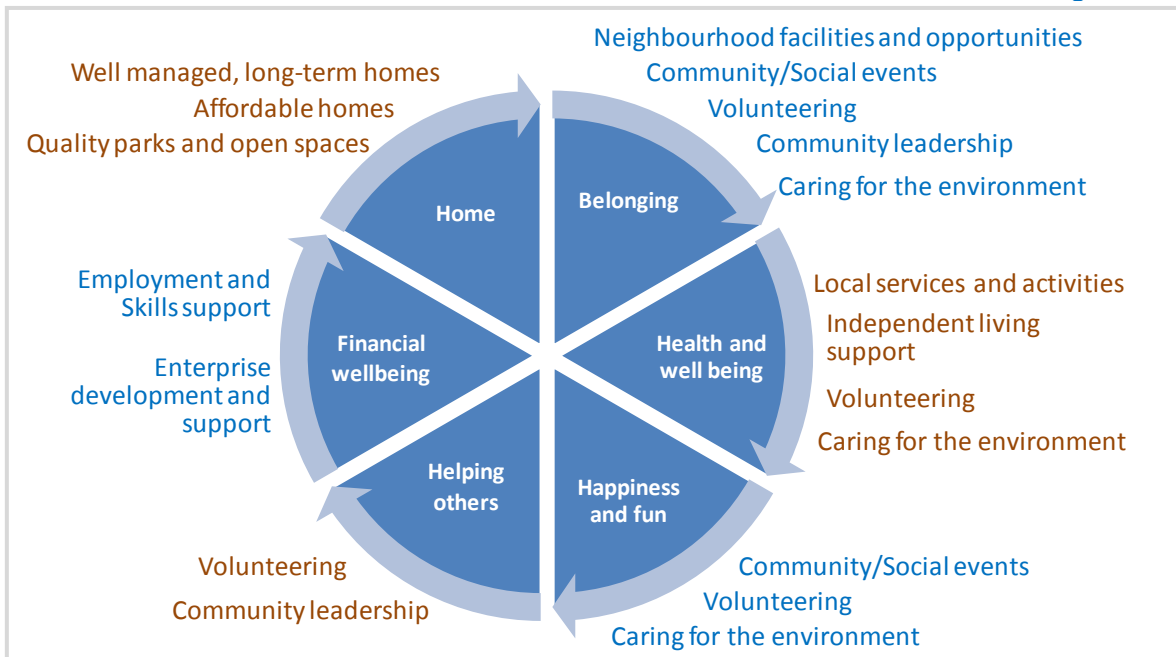 Neighbourhood facilities and opportunities
Community/Social events
Volunteering
Community leadership
Caring for the environment
Well managed, long-term homes
Affordable homes
Quality parks and open spaces
Home
Belonging
Employment and
Skills support
Enterprise
development and
support
Financial
wellbeing
Health and
well being
Local services and activities
Independent living
support
Volunteering
Caring for the environment
Helping
others
Happiness
and fun
Volunteering
Community leadership
Community/Social events
Volunteering
Caring for the environment